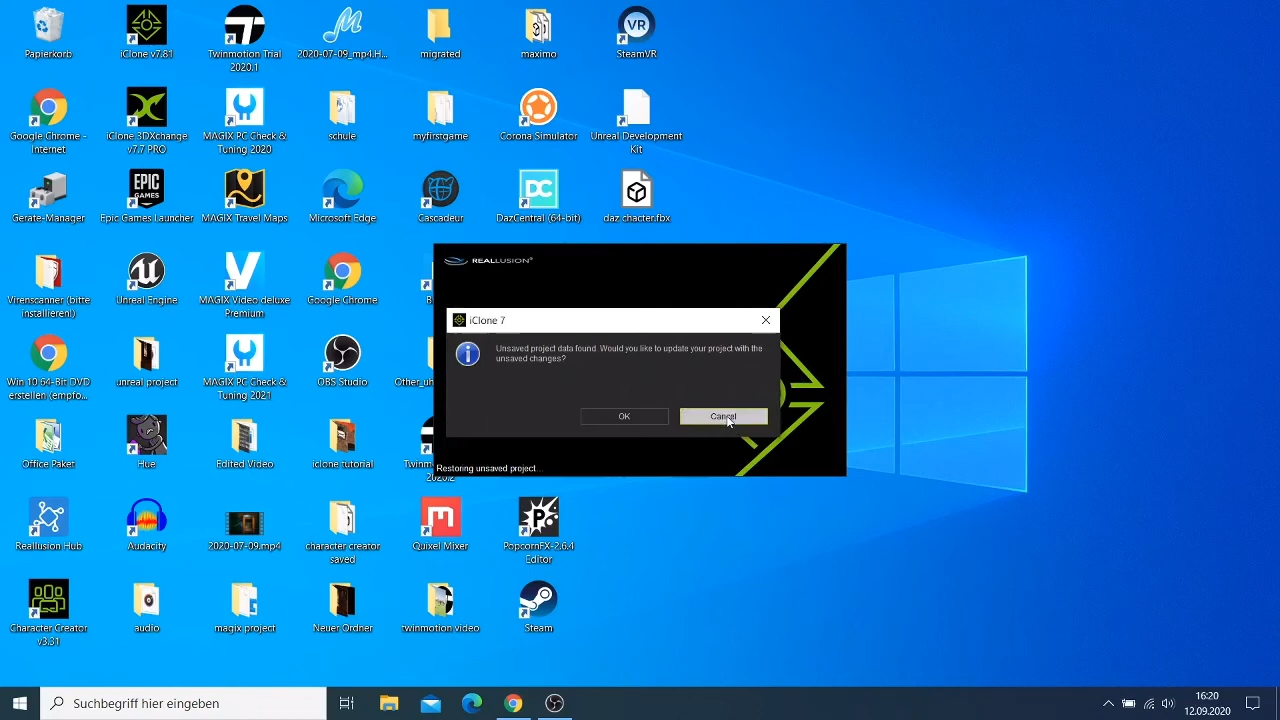 Papierkorb
iClone v7.81
Twinmotion Trial
2020.1
2020-07-09_mp4.H...
migrated
maximo
VR
SteamVR
Google Chrome -
Internet
iClone 3DXchange
v7.7 PRO
MAGIX PC Check &
Tuning 2020
schule
myfirstgame
Corona Simulator
Unreal Development
Kit
Geräte-Manager
EPIC
GAMES
Epic Games Launcher
MAGIX Travel Maps
Microsoft Edge
Cascadeur
DC
DazCentral (64-bit)
daz chacter.fbx
Virenscanner (bitte
installieren!)
Unreal Engine
MAGIX Video deluxe
Premium
Google Chrome
REALLUSION
iClone 7
Unsaved project data found. Would you like to update your project with the
unsaved changes?
OK
Cancel
Restoring unsaved project...
Win 10 64-Bit DVD
erstellen (empfo...
unreal project
MAGIX PC Check &
Tuning 2021
OBS Studio
Office Paket
Hue
Edited Video
iclone tutorial
Reallusion Hub
Audacity
2020-07-09.mp4
character creator
saved
Quixel Mixer
PopcornFX-2.6.4
Editor
Character Creator
v3.31
audio
magix project
Neuer Ordner
twinmotion video
Steam
Suchbegriff hier eingeben
16:20
12.09.2020